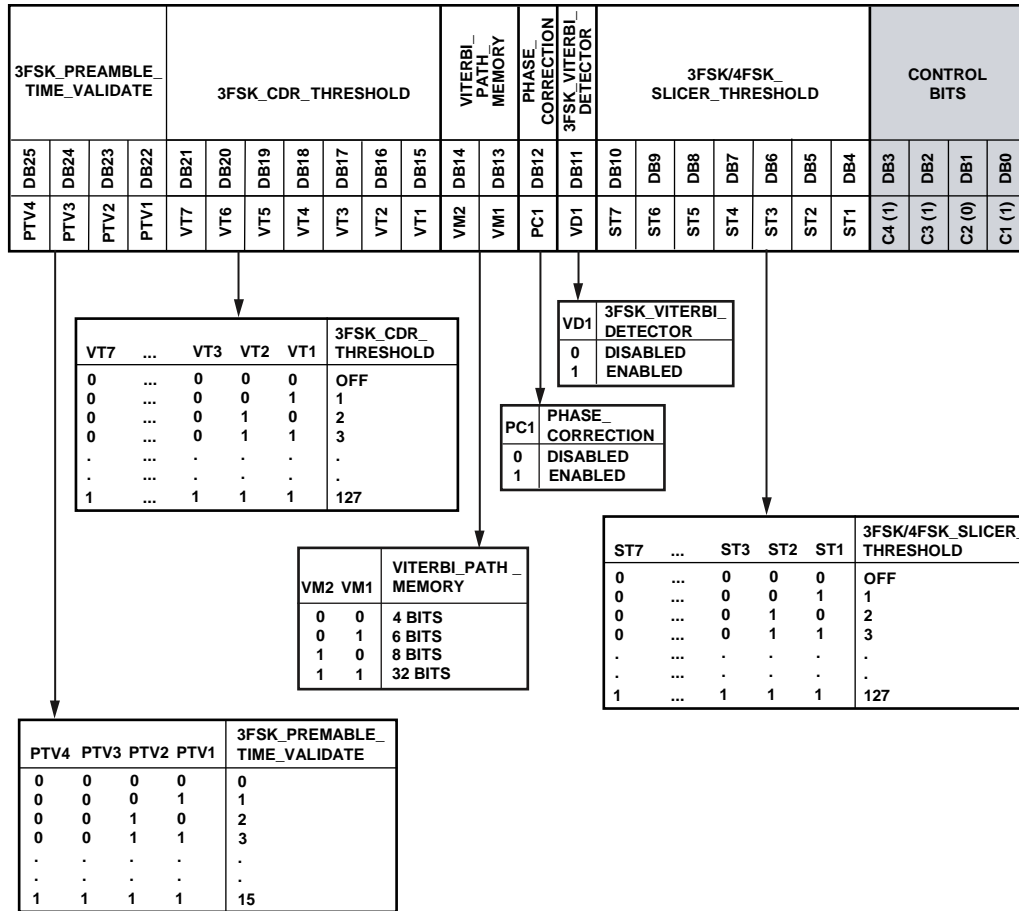 3FSK_PREAMBLE_
TIME_VALIDATE
3FSK_CDR_THRESHOLD
VITERBI_
PATH_
MEMORY
PHASE_
CORRECTION
3FSK_VITERBI_
DETECTOR
3FSK/4FSK_
SLICER_THRESHOLD
CONTROL
BITS
DB25 DB24 DB23 DB22 DB21 DB20 DB19 DB18 DB17 DB16 DB15 DB14 DB13 DB12 DB11 DB10 DB9 DB8 DB7 DB6 DB5 DB4 DB3 DB2 DB1 DB0
PTV4 PTV3 PTV2 PTV1 VT7 VT6 VT5 VT4 VT3 VT2 VT1 VM2 VM1 PC1 VD1 ST7 ST6 ST5 ST4 ST3 ST2 ST1 C4 (1) C3 (1) C2 (0) C1 (1)
VD1 3FSK_VITERBI_
DETECTOR
0 DISABLED
1 ENABLED
VT7 ... VT3 VT2 VT1 3FSK_CDR_
THRESHOLD
0 ... 0 0 0 OFF
0 ... 0 0 1 1
0 ... 0 1 0 2
0 ... 0 1 1 3
. ... . . . .
. ... . . . .
1 ... 1 1 1 127
PC1 PHASE_
CORRECTION
0 DISABLED
1 ENABLED
ST7 ... ST3 ST2 ST1 3FSK/4FSK_SLICER_
THRESHOLD
0 ... 0 0 0 OFF
0 ... 0 0 1 1
0 ... 0 1 0 2
0 ... 0 1 1 3
. ... . . . .
. ... . . . .
1 ... 1 1 1 127
VM2 VM1 VITERBI_PATH _
MEMORY
0 0 4 BITS
0 1 6 BITS
1 0 8 BITS
1 1 32 BITS
PTV4 PTV3 PTV2 PTV1 3FSK_PREMABLE_
TIME_VALIDATE
0 0 0 0 0
0 0 0 1 1
0 0 1 0 2
0 0 1 1 3
. . . . .
. . . . .
1 1 1 1 15